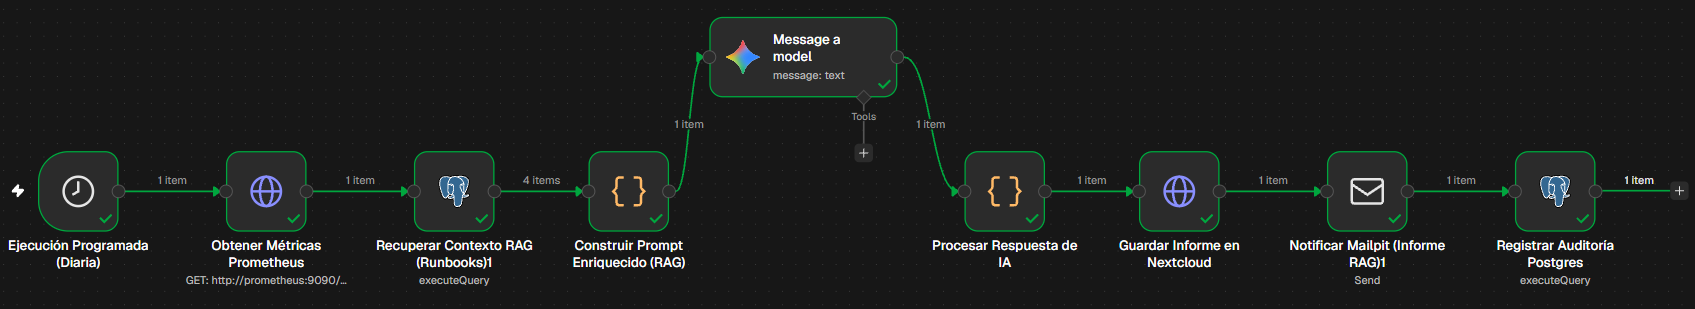 Message a
model
message: text
Tools
1 item
1 item
1 item
1 item
4 items
1 item
1 item
1 item
1 item
Ejecución Programada
(Diaria)
Obtener Métricas
Prometheus
GET: http://prometheus:9090/...
Recuperar Contexto RAG
(Runbooks)1
executeQuery
Construir Prompt
Enriquecido (RAG)
Procesar Respuesta de
IA
Guardar Informe en
Nextcloud
Notificar Mailpit (Informe
RAG)1
Send
Registrar Auditoría
Postgres
executeQuery